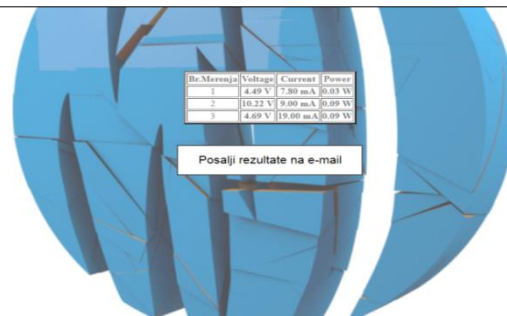 Br.Merenja Voltage Current Power
1 4.49 V 7.80 mA 0.03 W
2 10.22 V 9.00 mA 0.09 W
3 4.69 V 19.00 mA 0.09 W
Posalji rezultate na e-mail